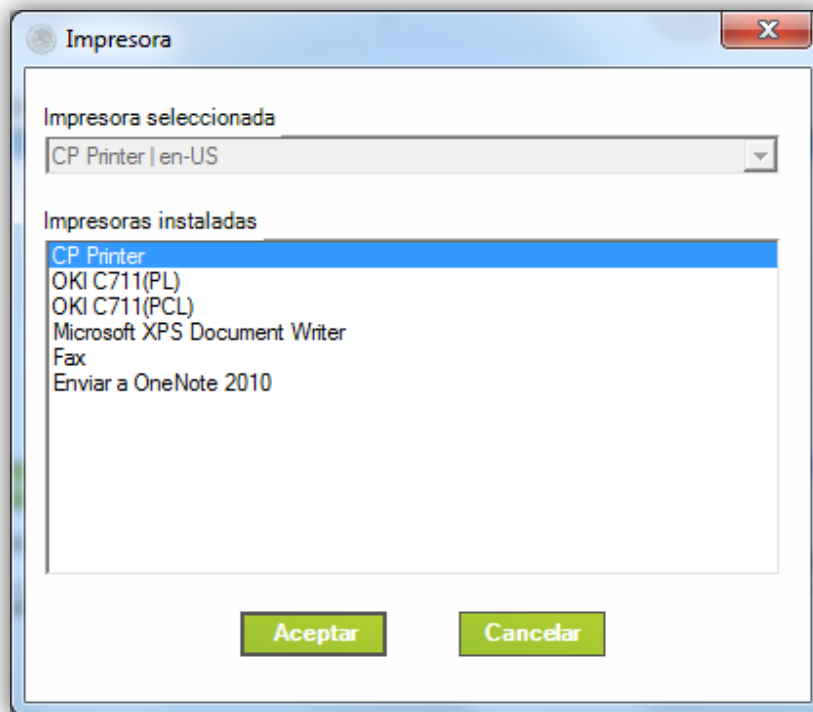 Impresora
Impresora seleccionada
CP Printer | en-US
Impresoras instaladas
CP Printer
OKI C711(PL)
OKI C711(PCL)
Microsoft XPS Document Writer
Fax
Enviar a OneNote 2010
Aceptar
Cancelar